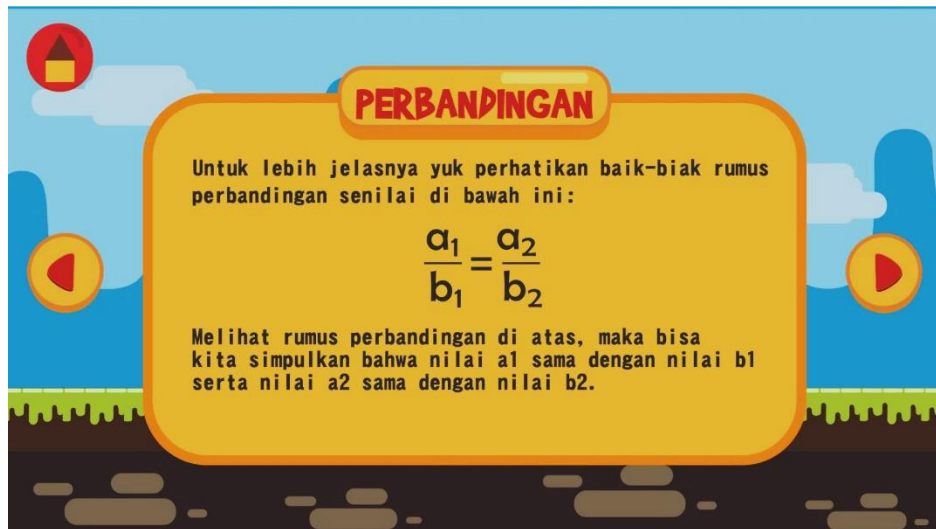 PERBANDINGAN
Untuk lebih jelasnya yuk perhatikan baik-biak rumus
perbandingan senilai di bawah ini:
a₁/b₁ = a₂/b₂
Melihat rumus perbandingan di atas, maka bisa
kita simpulkan bahwa nilai a1 sama dengan nilai b1
serta nilai a2 sama dengan nilai b2.